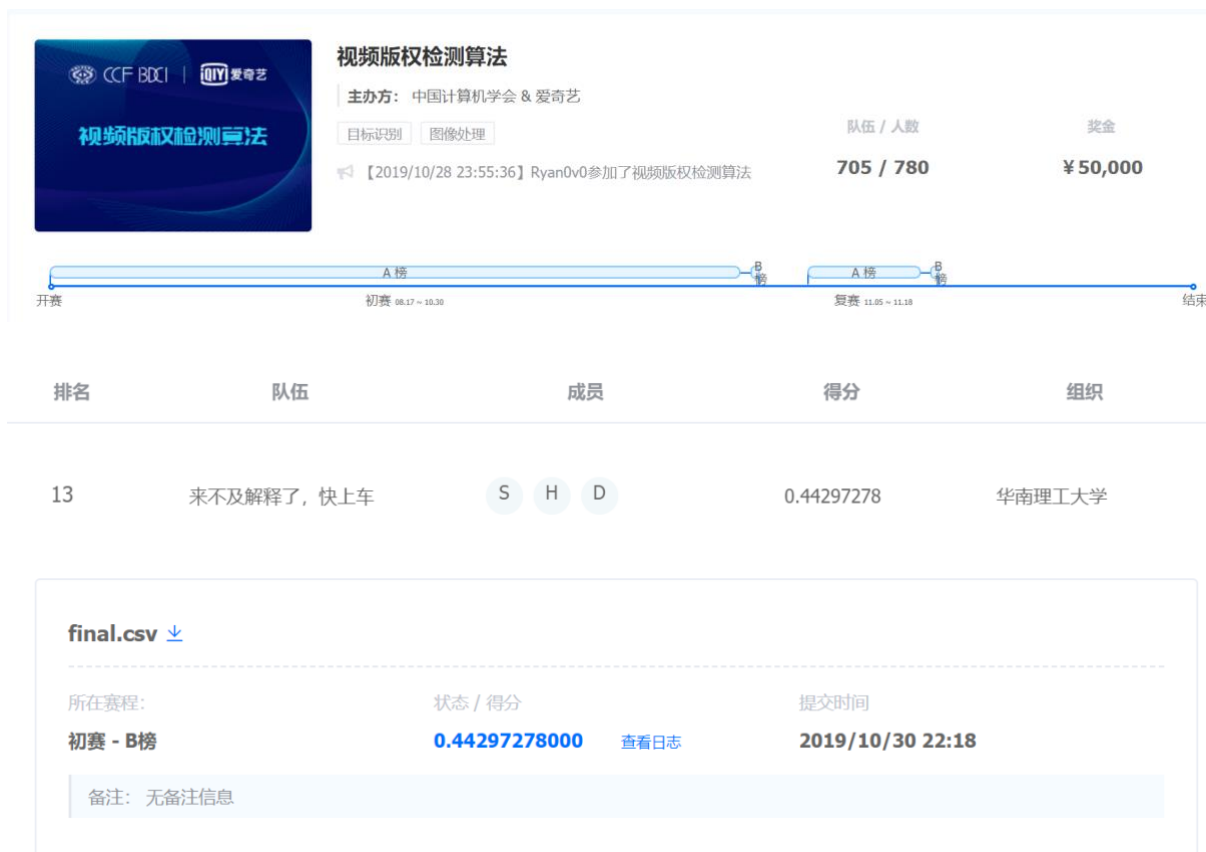 CCF BDCI | QIY 爱奇艺
视频版权检测算法
视频版权检测算法
主办方： 中国计算机学会 & 爱奇艺
目标识别 图像处理
【2019/10/28 23:55:36】Ryan0v0参加了视频版权检测算法
队伍 / 人数 奖金
705 / 780 ¥50,000
A 榜 B榜 A 榜 B榜
开赛 初赛 08.17 ~ 10.30 复赛 11.05 ~ 11.18 结束
排名 队伍 成员 得分 组织
13 来不及解释了，快上车 S H D 0.44297278 华南理工大学
final.csv
所在赛程: 状态 / 得分 提交时间
初赛 - B榜 0.44297278000 查看日志 2019/10/30 22:18
备注: 无备注信息